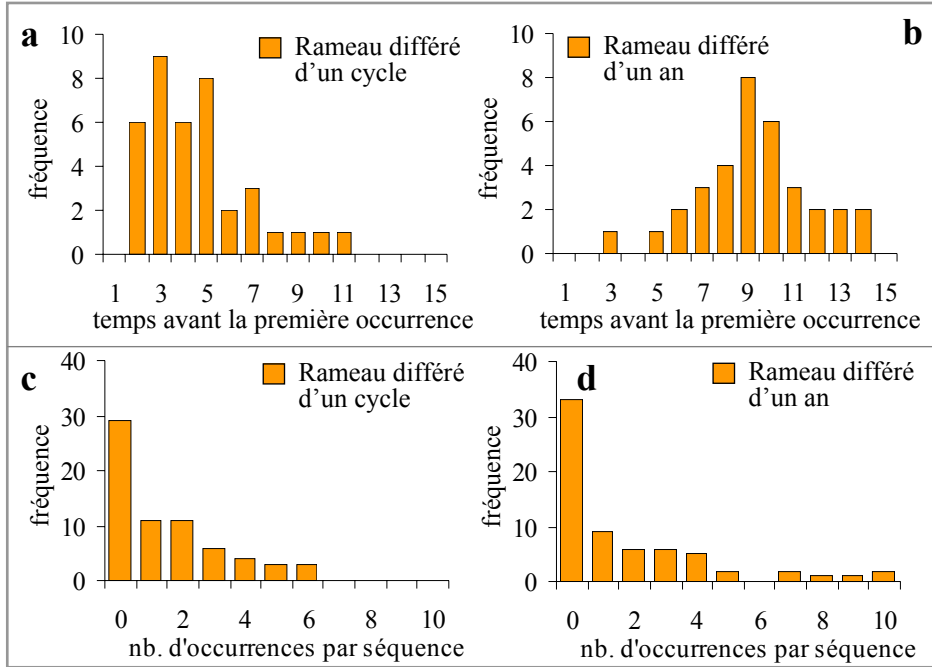 a
10
8
6
4
2
0
fréquence
Rameau différé
d'un cycle
1 3 5 7 9 11 13 15
temps avant la première occurrence
b
10
8
6
4
2
0
fréquence
Rameau différé
d'un an
1 3 5 7 9 11 13 15
temps avant la première occurrence
c
40
30
20
10
0
fréquence
Rameau différé
d'un cycle
0 2 4 6 8 10
nb. d'occurrences par séquence
d
40
30
20
10
0
fréquence
Rameau différé
d'un an
0 2 4 6 8 10
nb. d'occurrences par séquence